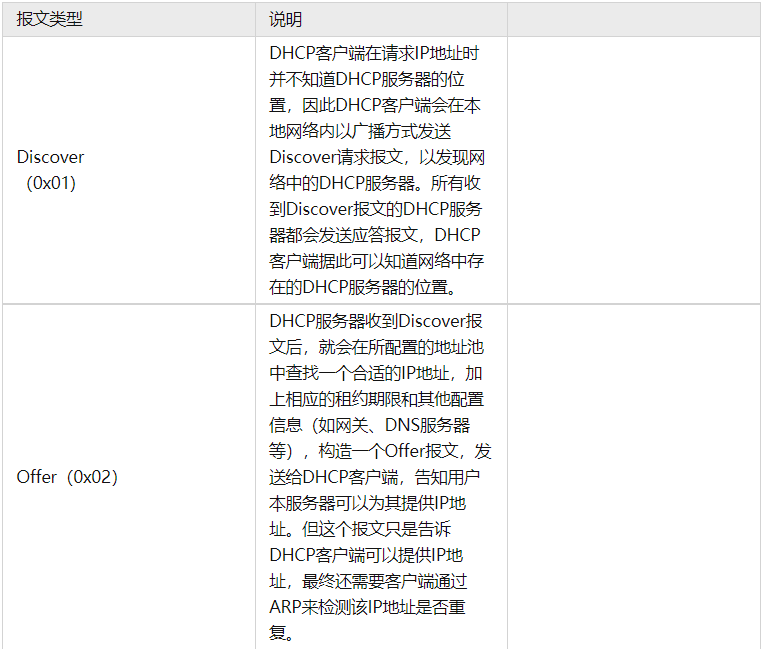 报文类型
说明
Discover
（0x01）
DHCP客户端在请求IP地址时
并不知道DHCP服务器的位
置，因此DHCP客户端会在本
地网络内以广播方式发送
Discover请求报文，以发现网
络中的DHCP服务器。所有收
到Discover报文的DHCP服务
器都会发送应答报文，DHCP
客户端据此可以知道网络中存
在的DHCP服务器的位置。
Offer（0x02）
DHCP服务器收到Discover报
文后，就会在所配置的地址池
中查找一个合适的IP地址，加
上相应的租约期限和其他配置
信息（如网关、DNS服务器
等），构造一个Offer报文，发
送给DHCP客户端，告知用户
本服务器可以为其提供IP地
址。但这个报文只是告诉
DHCP客户端可以提供IP地
址，最终还需要客户端通过
ARP来检测该IP地址是否重
复。